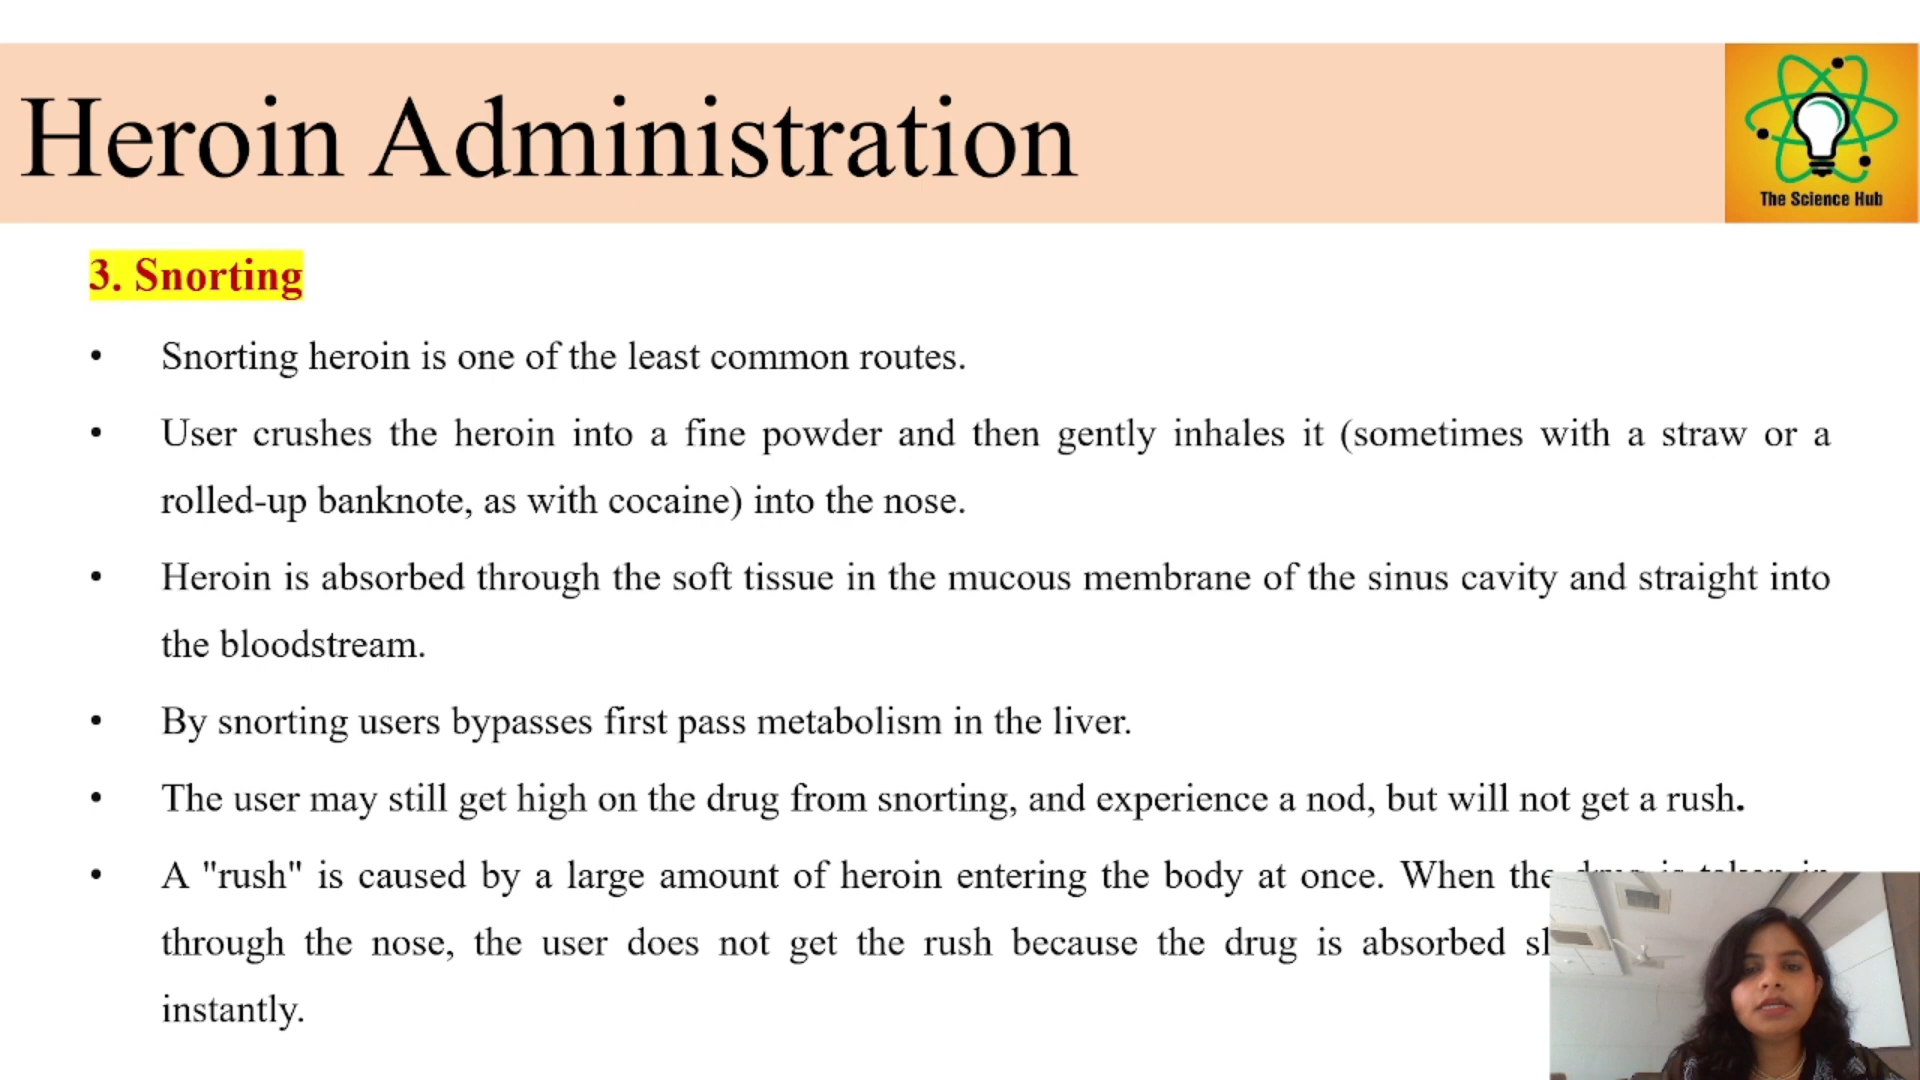 Heroin Administration
The Science Hub
3. Snorting
• Snorting heroin is one of the least common routes.
• User crushes the heroin into a fine powder and then gently inhales it (sometimes with a straw or a
rolled-up banknote, as with cocaine) into the nose.
• Heroin is absorbed through the soft tissue in the mucous membrane of the sinus cavity and straight into
the bloodstream.
• By snorting users bypasses first pass metabolism in the liver.
• The user may still get high on the drug from snorting, and experience a nod, but will not get a rush.
• A "rush" is caused by a large amount of heroin entering the body at once. When the
through the nose, the user does not get the rush because the drug is absorbed
instantly.